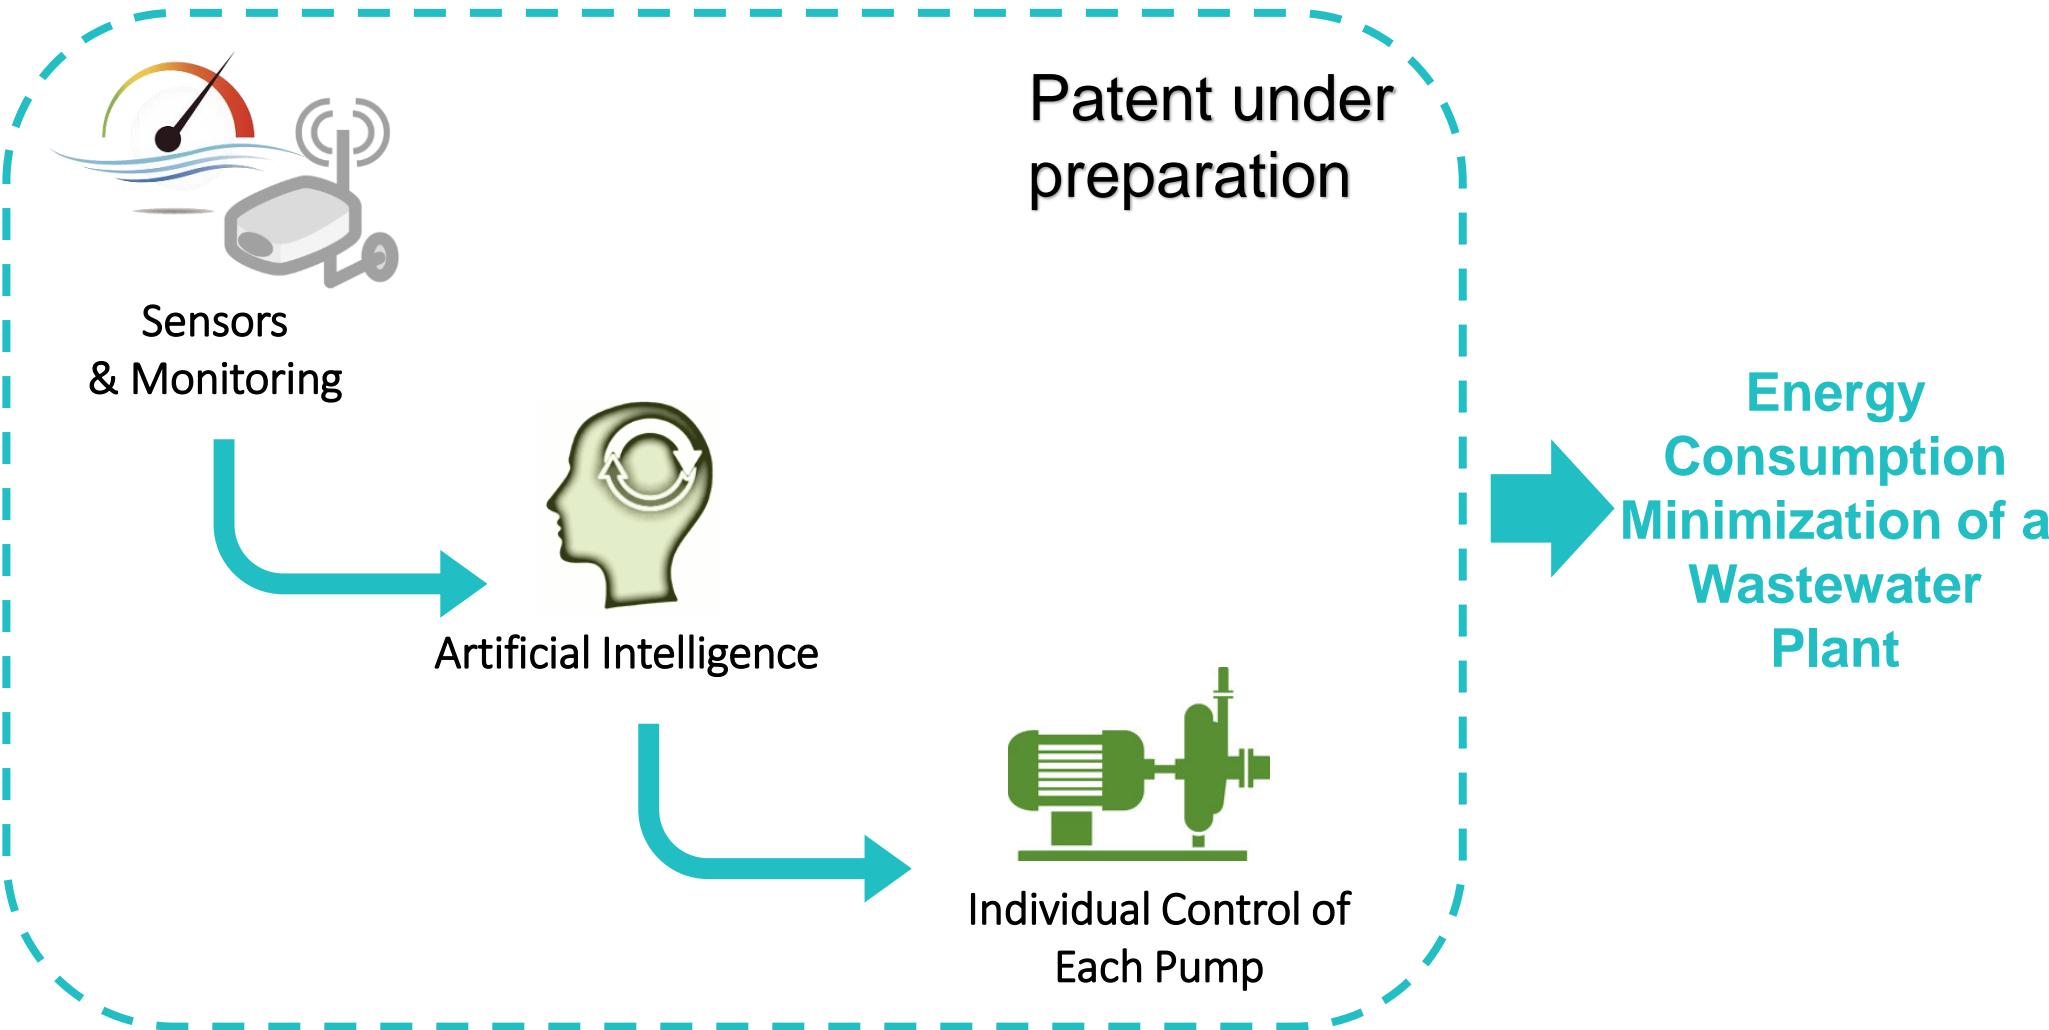 Patent under
preparation
Sensors
& Monitoring
Artificial Intelligence
Individual Control of
Each Pump
Energy
Consumption
Minimization of a
Wastewater
Plant